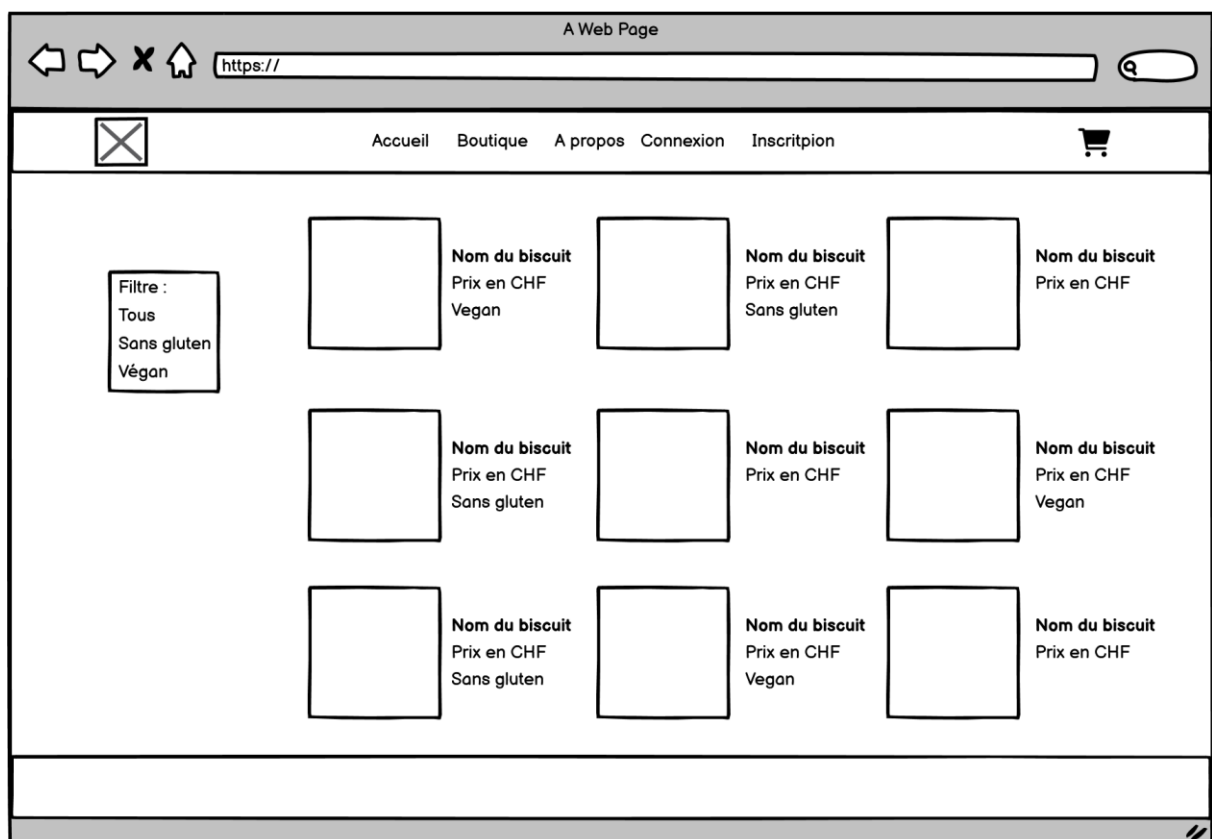 A Web Page
https://
Accueil Boutique A propos Connexion Inscritpion
Filtre :
Tous
Sans gluten
Végan
Nom du biscuit
Prix en CHF
Vegan
Nom du biscuit
Prix en CHF
Sans gluten
Nom du biscuit
Prix en CHF
Nom du biscuit
Prix en CHF
Sans gluten
Nom du biscuit
Prix en CHF
Nom du biscuit
Prix en CHF
Vegan
Nom du biscuit
Prix en CHF
Sans gluten
Nom du biscuit
Prix en CHF
Vegan
Nom du biscuit
Prix en CHF